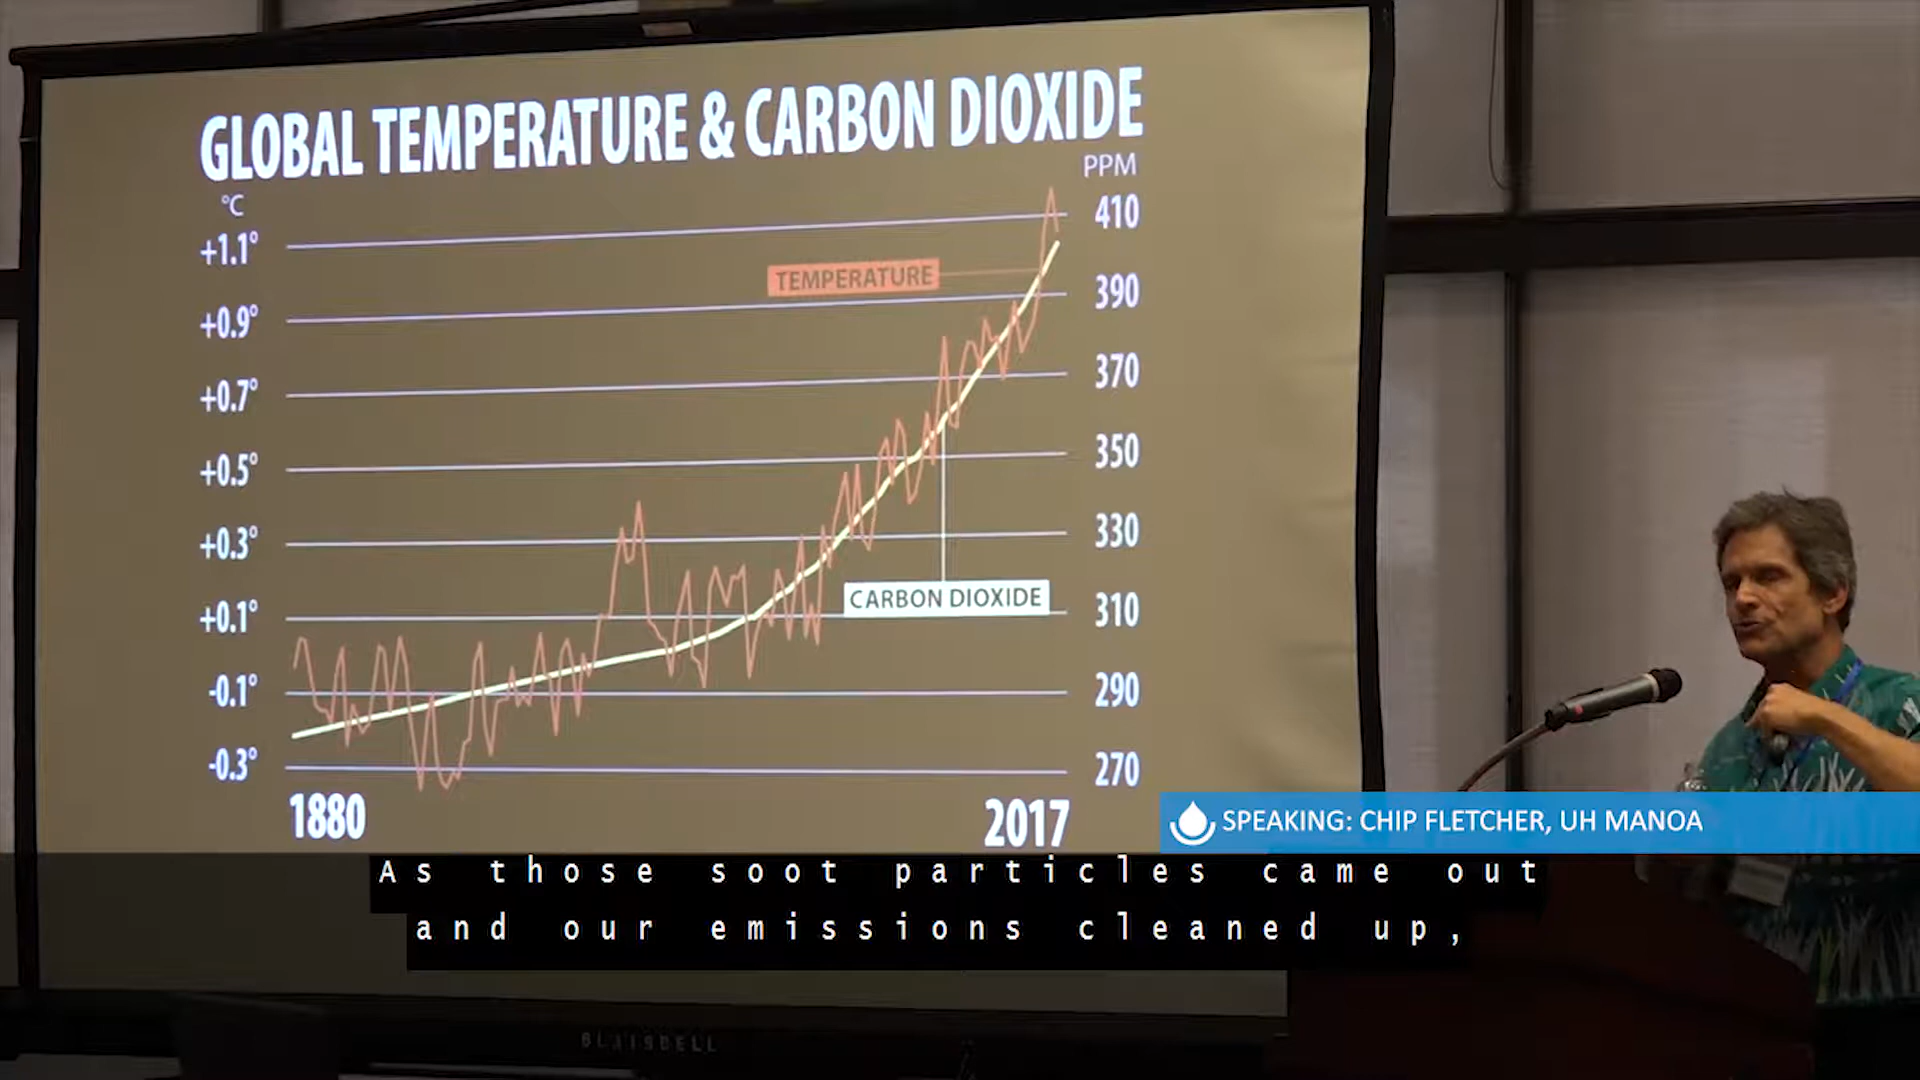 GLOBAL TEMPERATURE & CARBON DIOXIDE
°C
PPM
+1.1°
410
TEMPERATURE
+0.9°
390
+0.7°
370
+0.5°
350
+0.3°
330
CARBON DIOXIDE
+0.1°
310
-0.1°
290
-0.3°
270
1880
2017
SPEAKING: CHIP FLETCHER, UH MANOA
As those soot particles came out
and our emissions cleaned up,
BLAISDELL